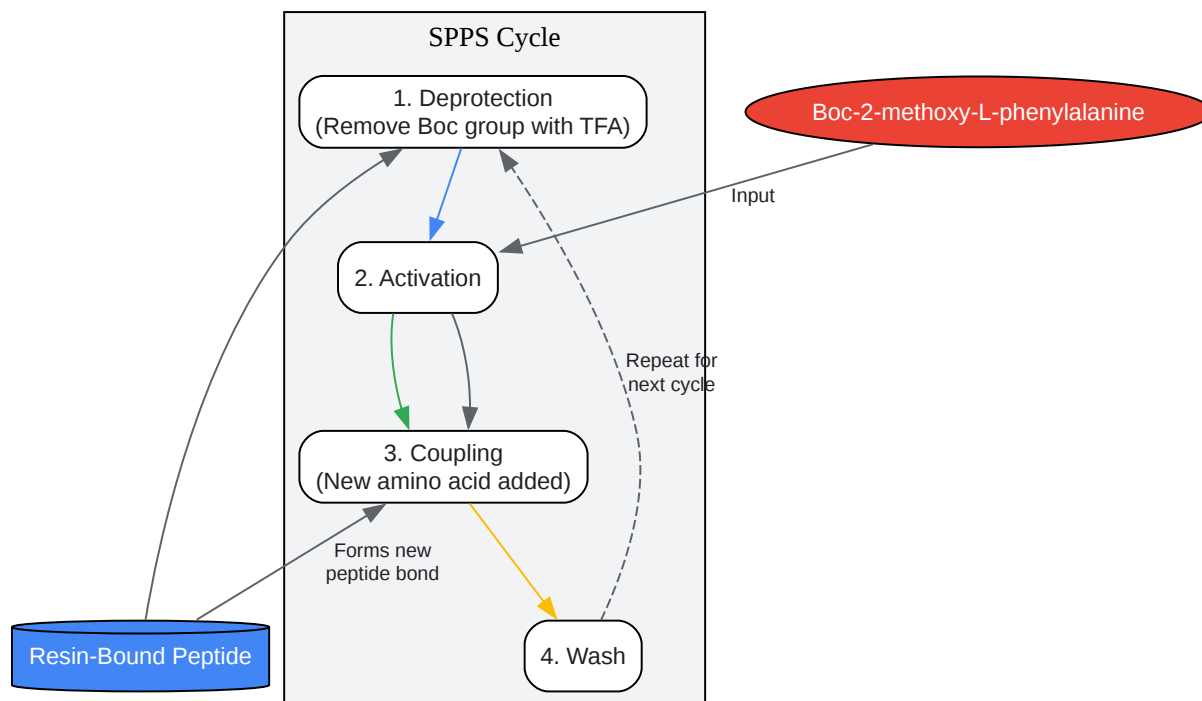 SPPS Cycle
1. Deprotection
(Remove Boc group with TFA)
Boc-2-methoxy-L-phenylalanine
Input
2. Activation
Repeat for
next cycle
3. Coupling
(New amino acid added)
Forms new
peptide bond
Resin-Bound Peptide
4. Wash